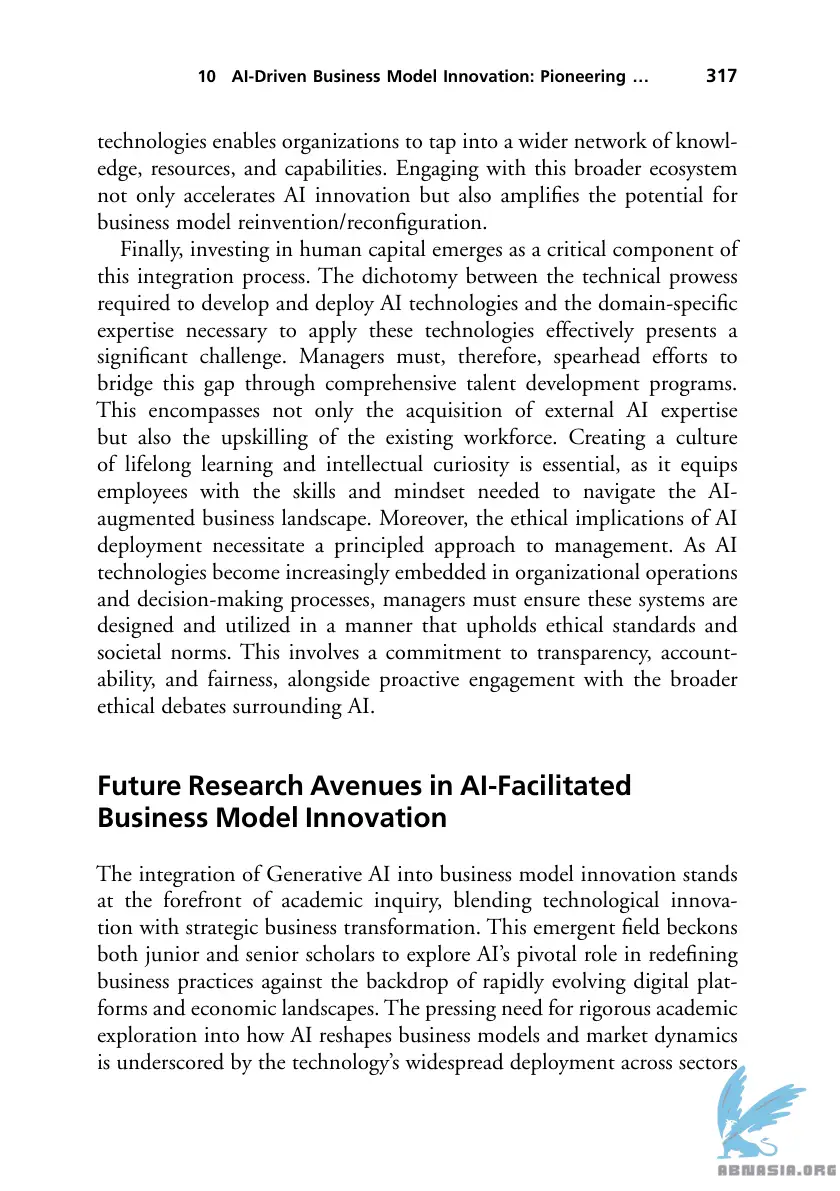 10 AI-Driven Business Model Innovation: Pioneering … 317
technologies enables organizations to tap into a wider network of knowl-
edge, resources, and capabilities. Engaging with this broader ecosystem
not only accelerates AI innovation but also amplifies the potential for
business model reinvention/reconfiguration.
Finally, investing in human capital emerges as a critical component of
this integration process. The dichotomy between the technical prowess
required to develop and deploy AI technologies and the domain-specific
expertise necessary to apply these technologies effectively presents a
significant challenge. Managers must, therefore, spearhead efforts to
bridge this gap through comprehensive talent development programs.
This encompasses not only the acquisition of external AI expertise
but also the upskilling of the existing workforce. Creating a culture
of lifelong learning and intellectual curiosity is essential, as it equips
employees with the skills and mindset needed to navigate the AI-
augmented business landscape. Moreover, the ethical implications of AI
deployment necessitate a principled approach to management. As AI
technologies become increasingly embedded in organizational operations
and decision-making processes, managers must ensure these systems are
designed and utilized in a manner that upholds ethical standards and
societal norms. This involves a commitment to transparency, account-
ability, and fairness, alongside proactive engagement with the broader
ethical debates surrounding AI.
Future Research Avenues in AI-Facilitated
Business Model Innovation
The integration of Generative AI into business model innovation stands
at the forefront of academic inquiry, blending technological innova-
tion with strategic business transformation. This emergent field beckons
both junior and senior scholars to explore AI’s pivotal role in redefining
business practices against the backdrop of rapidly evolving digital plat-
forms and economic landscapes. The pressing need for rigorous academic
exploration into how AI reshapes business models and market dynamics
is underscored by the technology’s widespread deployment across sectors
ABNASIA.ORG